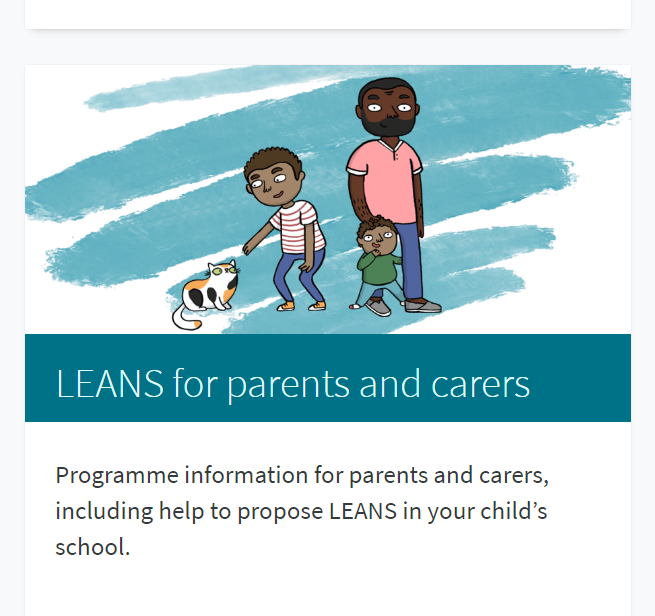 LEANS for parents and carers
Programme information for parents and carers,
including help to propose LEANS in your child’s
school.